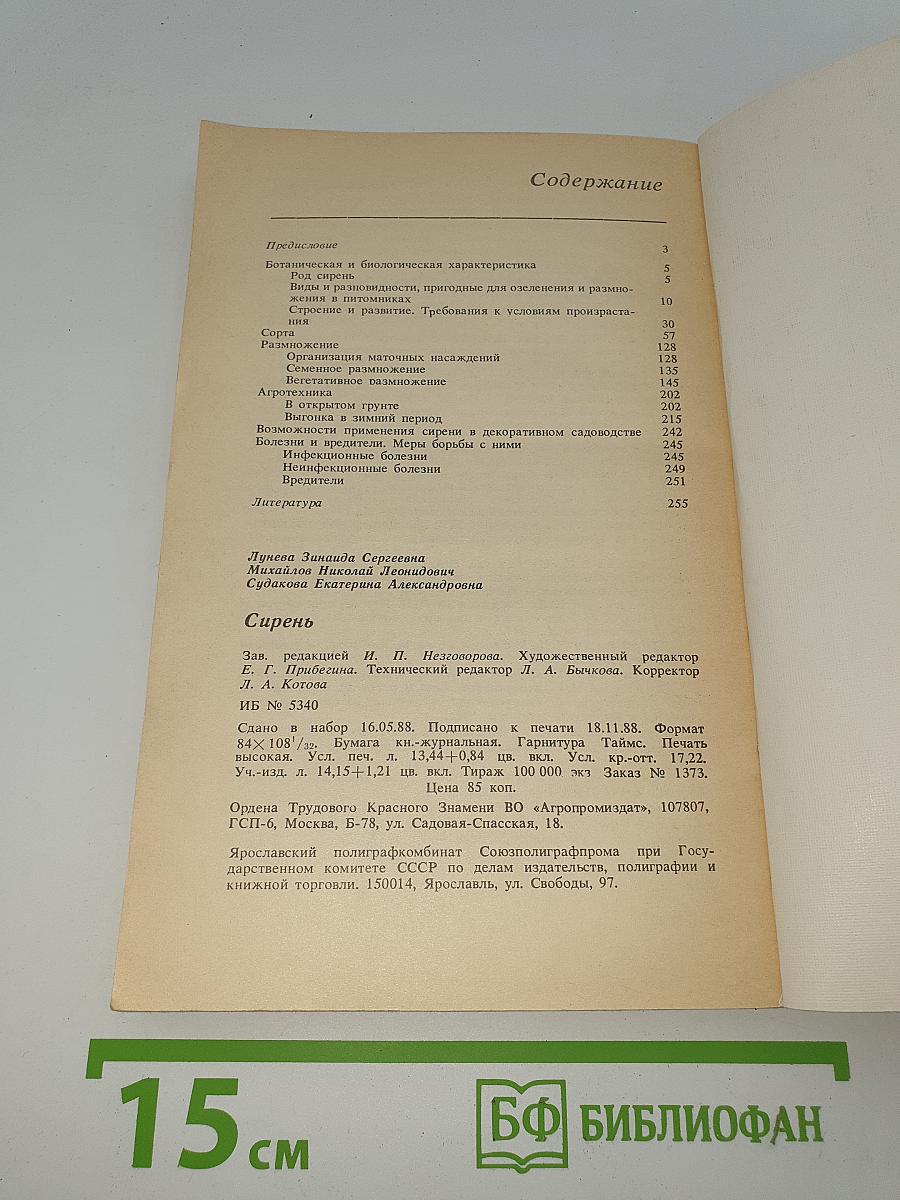 Содержание
Предисловие 3
Ботаническая и биологическая характеристика 5
Род сирень 5
Виды и разновидности, пригодные для озеленения и размно-
жения в питомниках 10
Строение и развитие. Требования к условиям произраста-
ния 30
Сорта 57
Размножение 128
Организация маточных насаждений 128
Семенное размножение 135
Вегетативное размножение 145
Агротехника 202
В открытом грунте 202
Выгонка в зимний период 215
Возможности применения сирени в декоративном садоводстве 242
Болезни и вредители. Меры борьбы с ними 245
Инфекционные болезни 245
Неинфекционные болезни 249
Вредители 251
Литература 255
Лунева Зинаида Сергеевна
Михайлов Николай Леонидович
Судакова Екатерина Александровна
Сирень
Зав. редакцией И. П. Незговорова. Художественный редактор
Е. Г. Прибегина. Технический редактор Л. А. Бычкова. Корректор
Л. А. Котова
ИБ № 5340
Сдано в набор 16.05.88. Подписано к печати 18.11.88. Формат
84×108¹/₃₂. Бумага кн.-журнальная. Гарнитура Таймс. Печать
высокая. Усл. печ. л. 13,44+0,84 цв. вкл. Усл. кр.-отт. 17,22.
Уч.-изд. л. 14,15+1,21 цв. вкл. Тираж 100 000 экз Заказ № 1373.
Цена 85 коп.
Ордена Трудового Красного Знамени ВО «Агропромиздат», 107807,
ГСП-6, Москва, Б-78, ул. Садовая-Спасская, 18.
Ярославский полиграфкомбинат Союзполиграфпрома при Госу-
дарственном комитете СССР по делам издательств, полиграфии и
книжной торговли. 150014, Ярославль, ул. Свободы, 97.
15 см
БФ БИБЛИОФАН